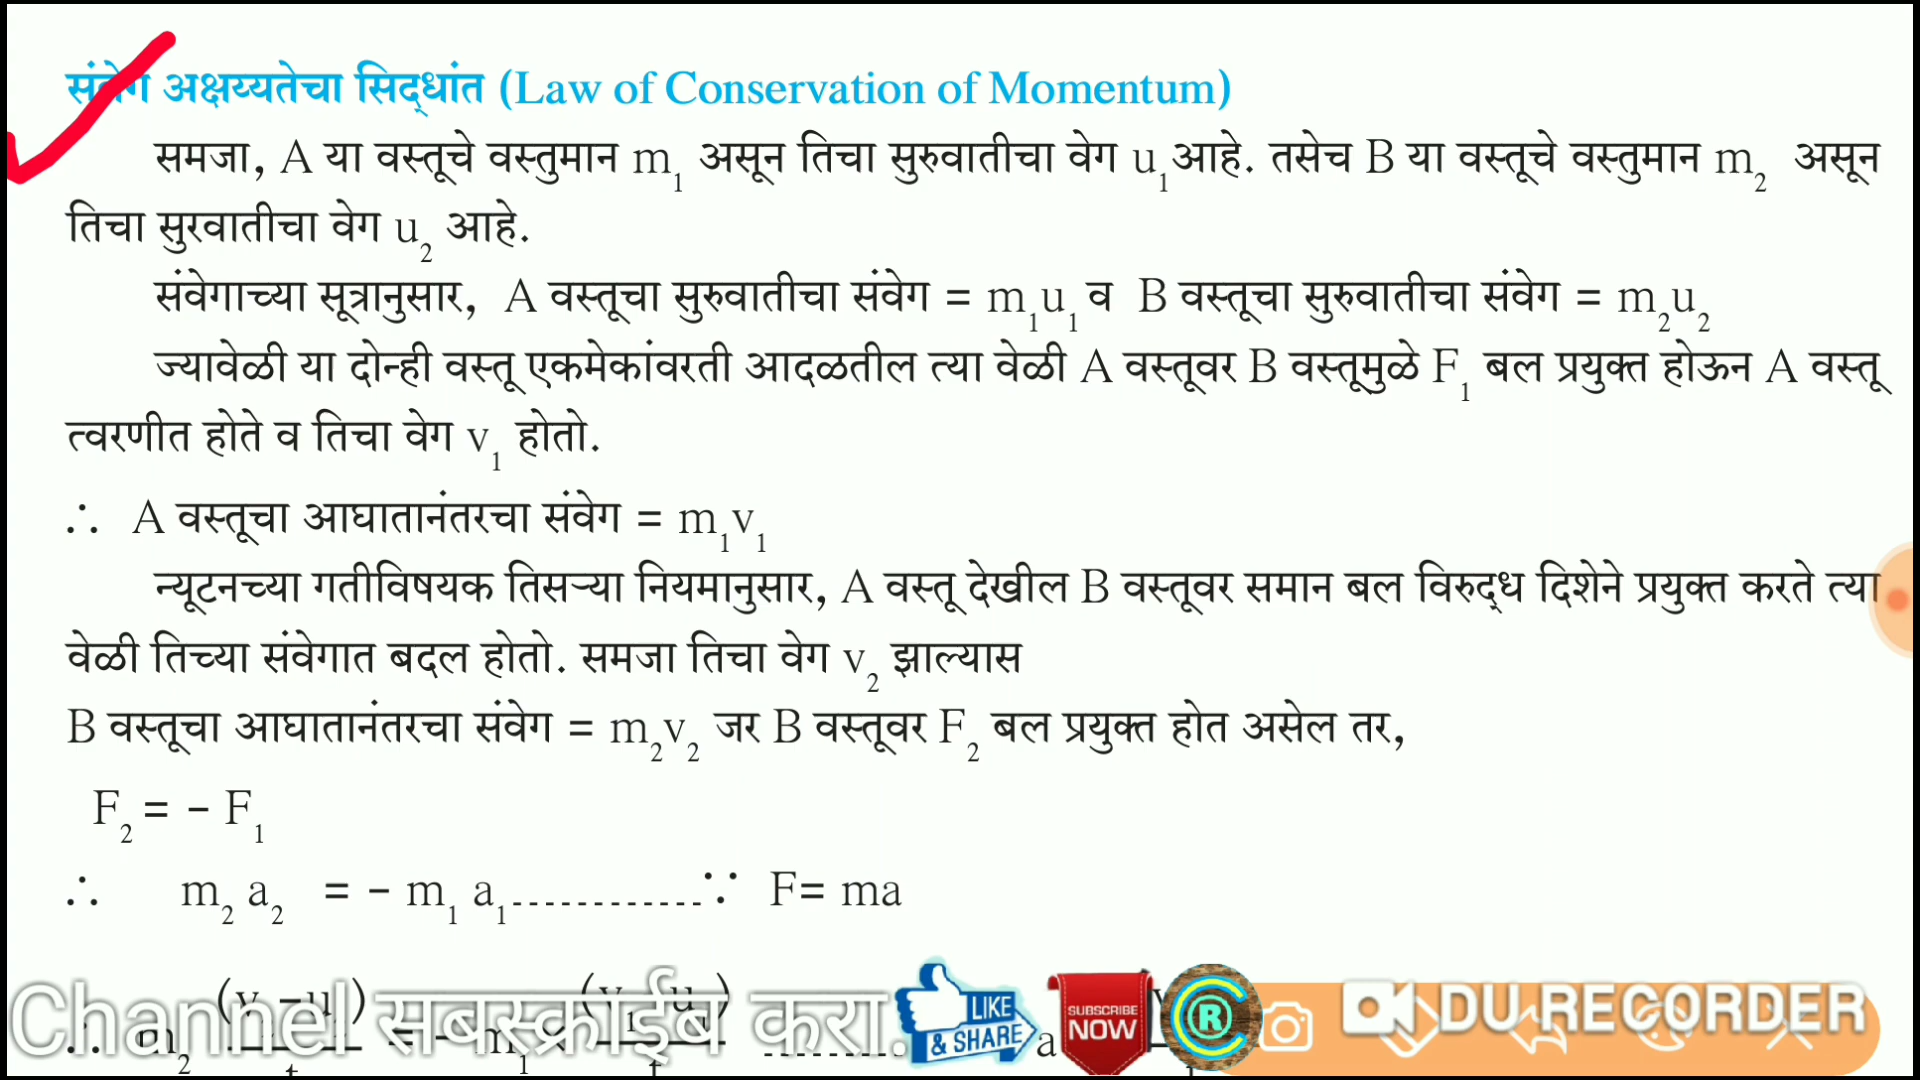 संवेग अक्षय्यतेचा सिद्धांत (Law of Conservation of Momentum)
समजा, A या वस्तूचे वस्तुमान m₁ असून तिचा सुरुवातीचा वेग u₁आहे. तसेच B या वस्तूचे वस्तुमान m₂ असून
तिचा सुरवातीचा वेग u₂ आहे.
संवेगाच्या सूत्रानुसार, A वस्तूचा सुरुवातीचा संवेग = m₁u₁ व B वस्तूचा सुरुवातीचा संवेग = m₂u₂
ज्यावेळी या दोन्ही वस्तू एकमेकांवरती आदळतील त्या वेळी A वस्तूवर B वस्तूमुळे F₁ बल प्रयुक्त होऊन A वस्तू
त्वरणीत होते व तिचा वेग v₁ होतो.
∴ A वस्तूचा आघातानंतरचा संवेग = m₁v₁
न्यूटनच्या गतीविषयक तिसऱ्या नियमानुसार, A वस्तू देखील B वस्तूवर समान बल विरुद्ध दिशेने प्रयुक्त करते त्या
वेळी तिच्या संवेगात बदल होतो. समजा तिचा वेग v₂ झाल्यास
B वस्तूचा आघातानंतरचा संवेग = m₂v₂ जर B वस्तूवर F₂ बल प्रयुक्त होत असेल तर,
F₂ = – F₁
∴ m₂ a₂ = – m₁ a₁------------∵ F= ma
Channel सबस्क्राईब करा.
LIKE
& SHARE
SUBSCRIBE
NOW
R
DU RECORDER